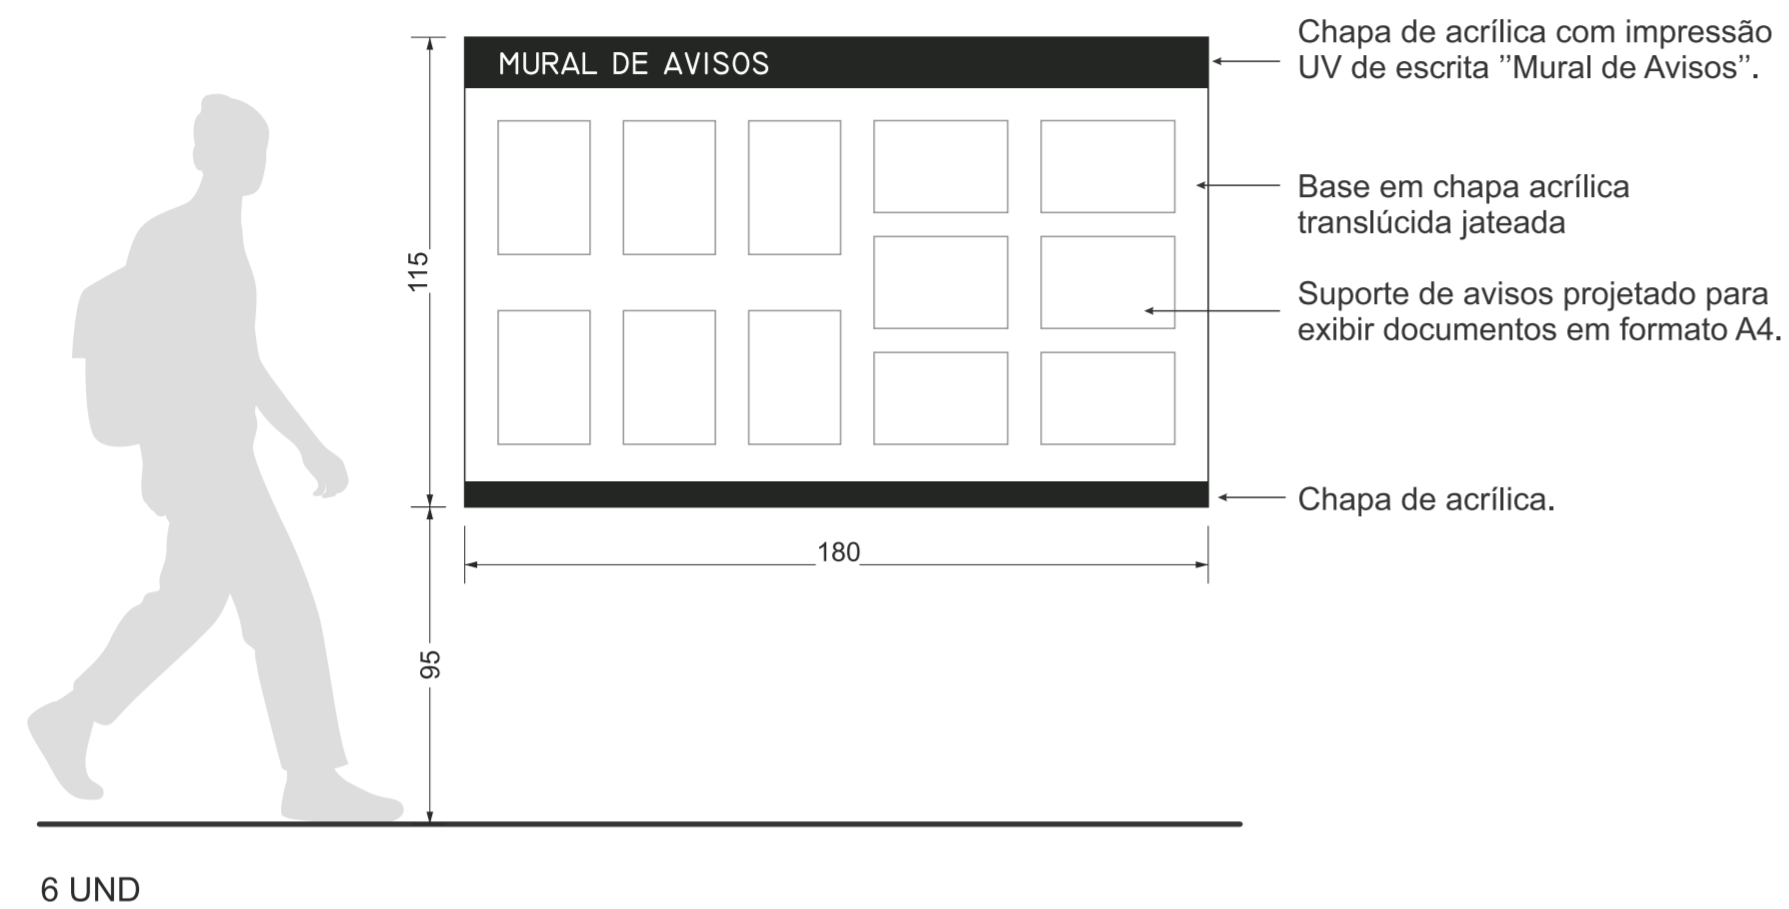 MURAL DE AVISOS
Chapa de acrílica com impressão
UV de escrita ''Mural de Avisos''.
Base em chapa acrílica
translúcida jateada
Suporte de avisos projetado para
exibir documentos em formato A4.
Chapa de acrílica.
115
180
95
6 UND